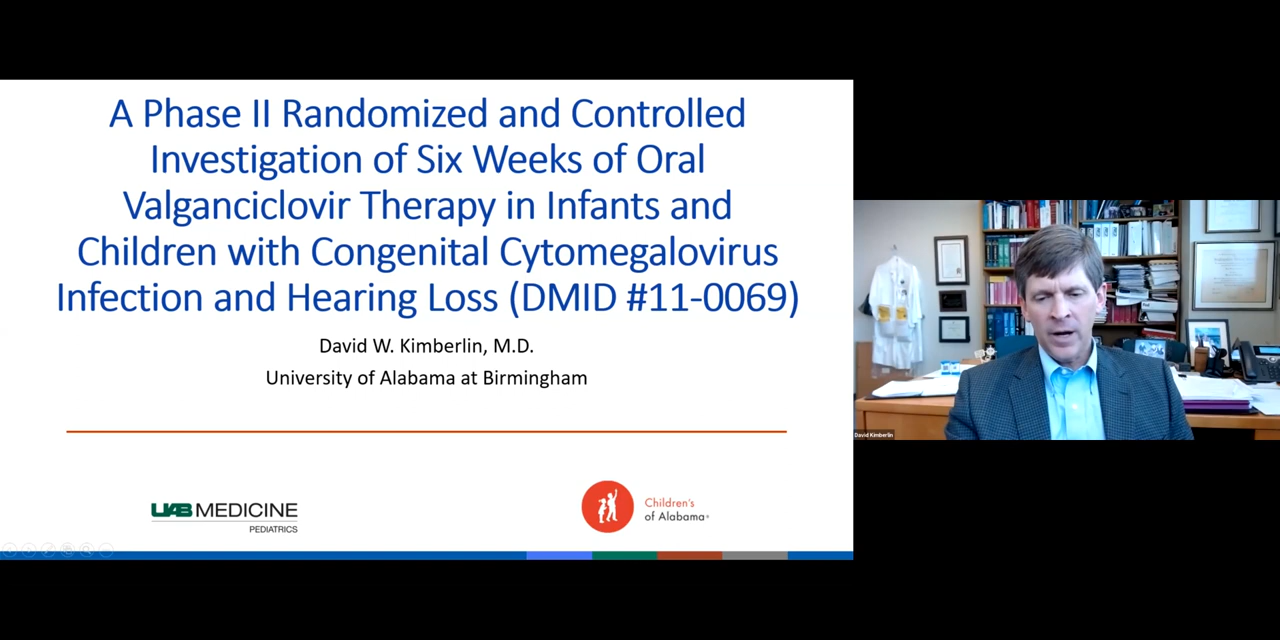 A Phase II Randomized and Controlled
Investigation of Six Weeks of Oral
Valganciclovir Therapy in Infants and
Children with Congenital Cytomegalovirus
Infection and Hearing Loss (DMID #11-0069)
David W. Kimberlin, M.D.
University of Alabama at Birmingham
UAB MEDICINE
PEDIATRICS
Children's
of Alabama
David Kimberlin